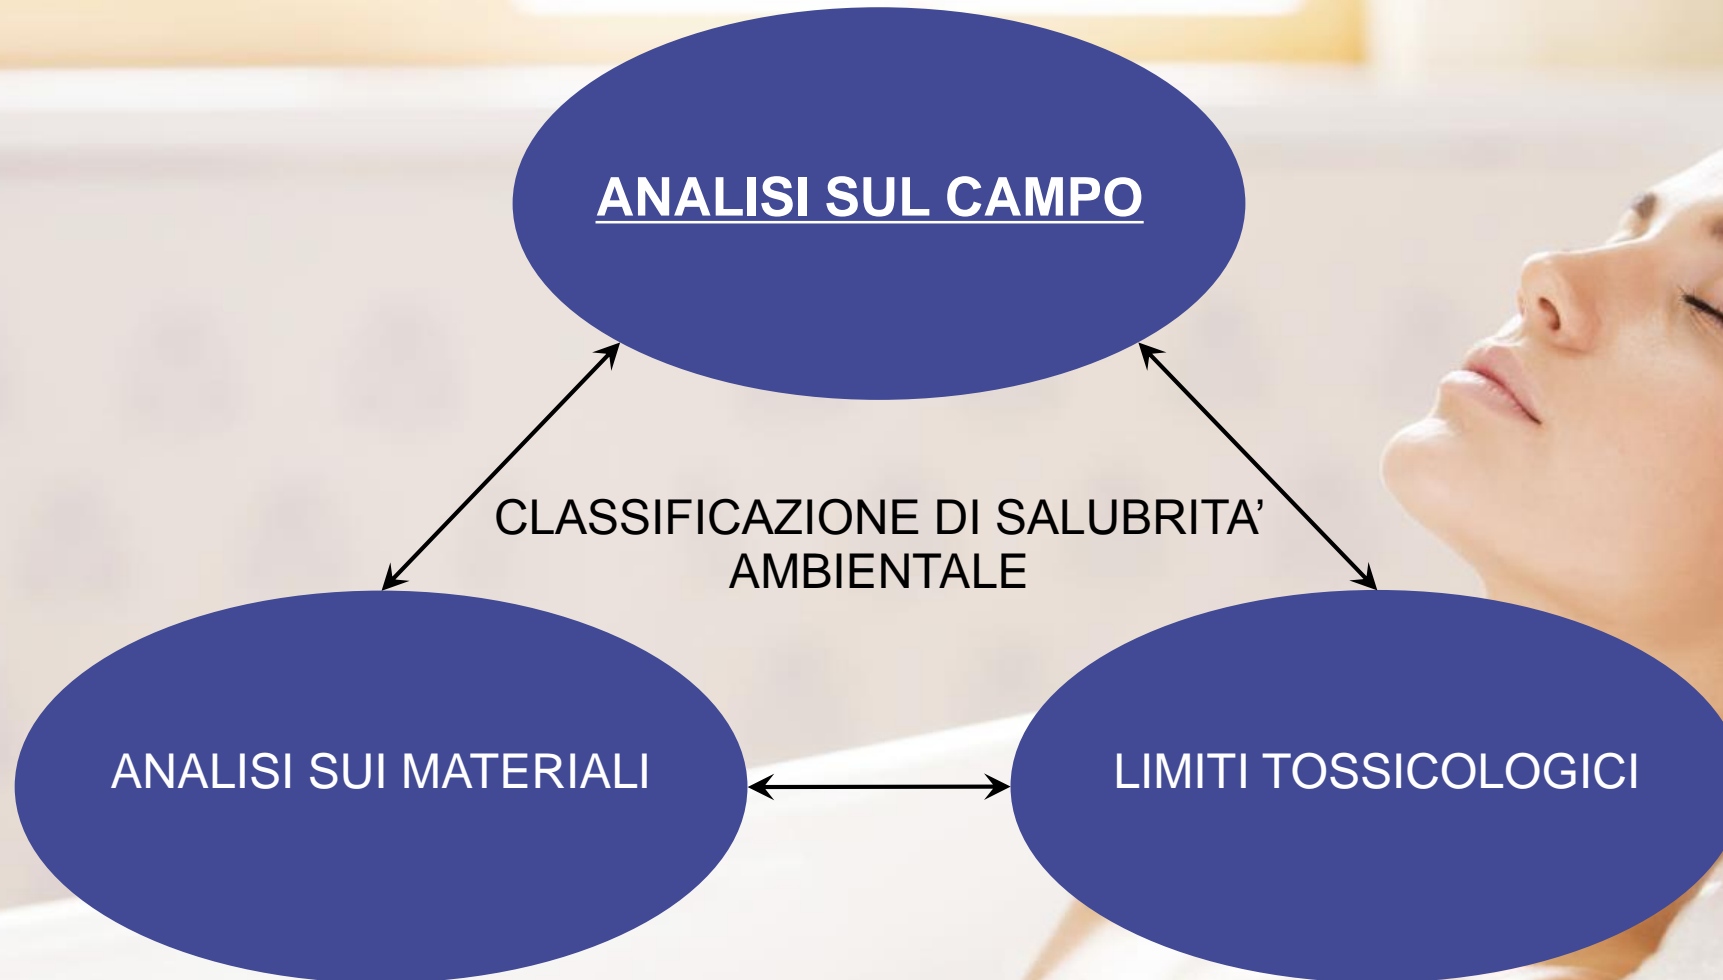 ANALISI SUL CAMPO
CLASSIFICAZIONE DI SALUBRITA’
AMBIENTALE
ANALISI SUI MATERIALI
LIMITI TOSSICOLOGICI